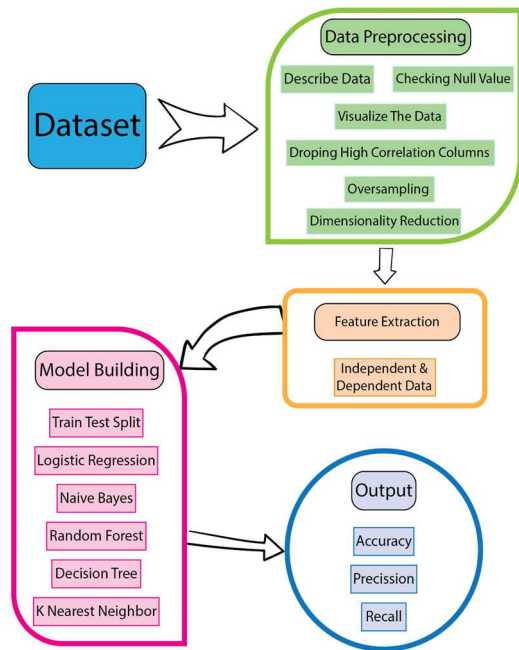 Dataset
Data Preprocessing
Describe Data
Checking Null Value
Visualize The Data
Droping High Correlation Columns
Oversampling
Dimensionality Reduction
Feature Extraction
Independent &
Dependent Data
Model Building
Train Test Split
Logistic Regression
Naive Bayes
Random Forest
Decision Tree
K Nearest Neighbor
Output
Accuracy
Precission
Recall